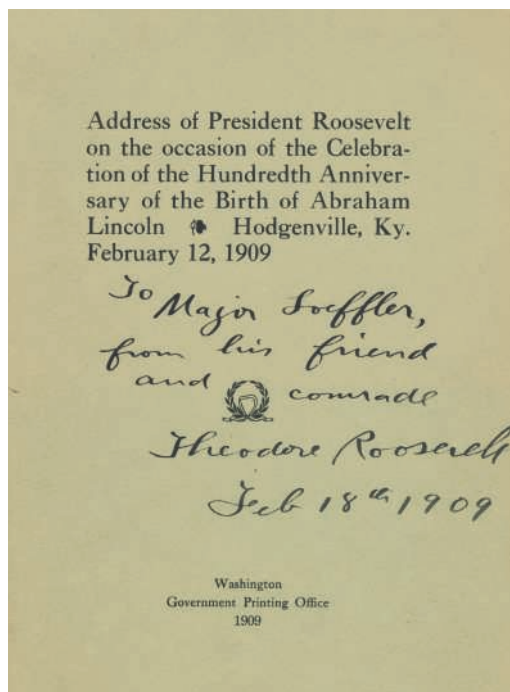 Address of President Roosevelt
on the occasion of the Celebra-
tion of the Hundredth Anniver-
sary of the Birth of Abraham
Lincoln Hodgenville, Ky.
February 12, 1909
To
Major Loeffler,
from his friend
and comrade
Theodore Roosevelt
Feb 18th 1909
Washington
Government Printing Office
1909